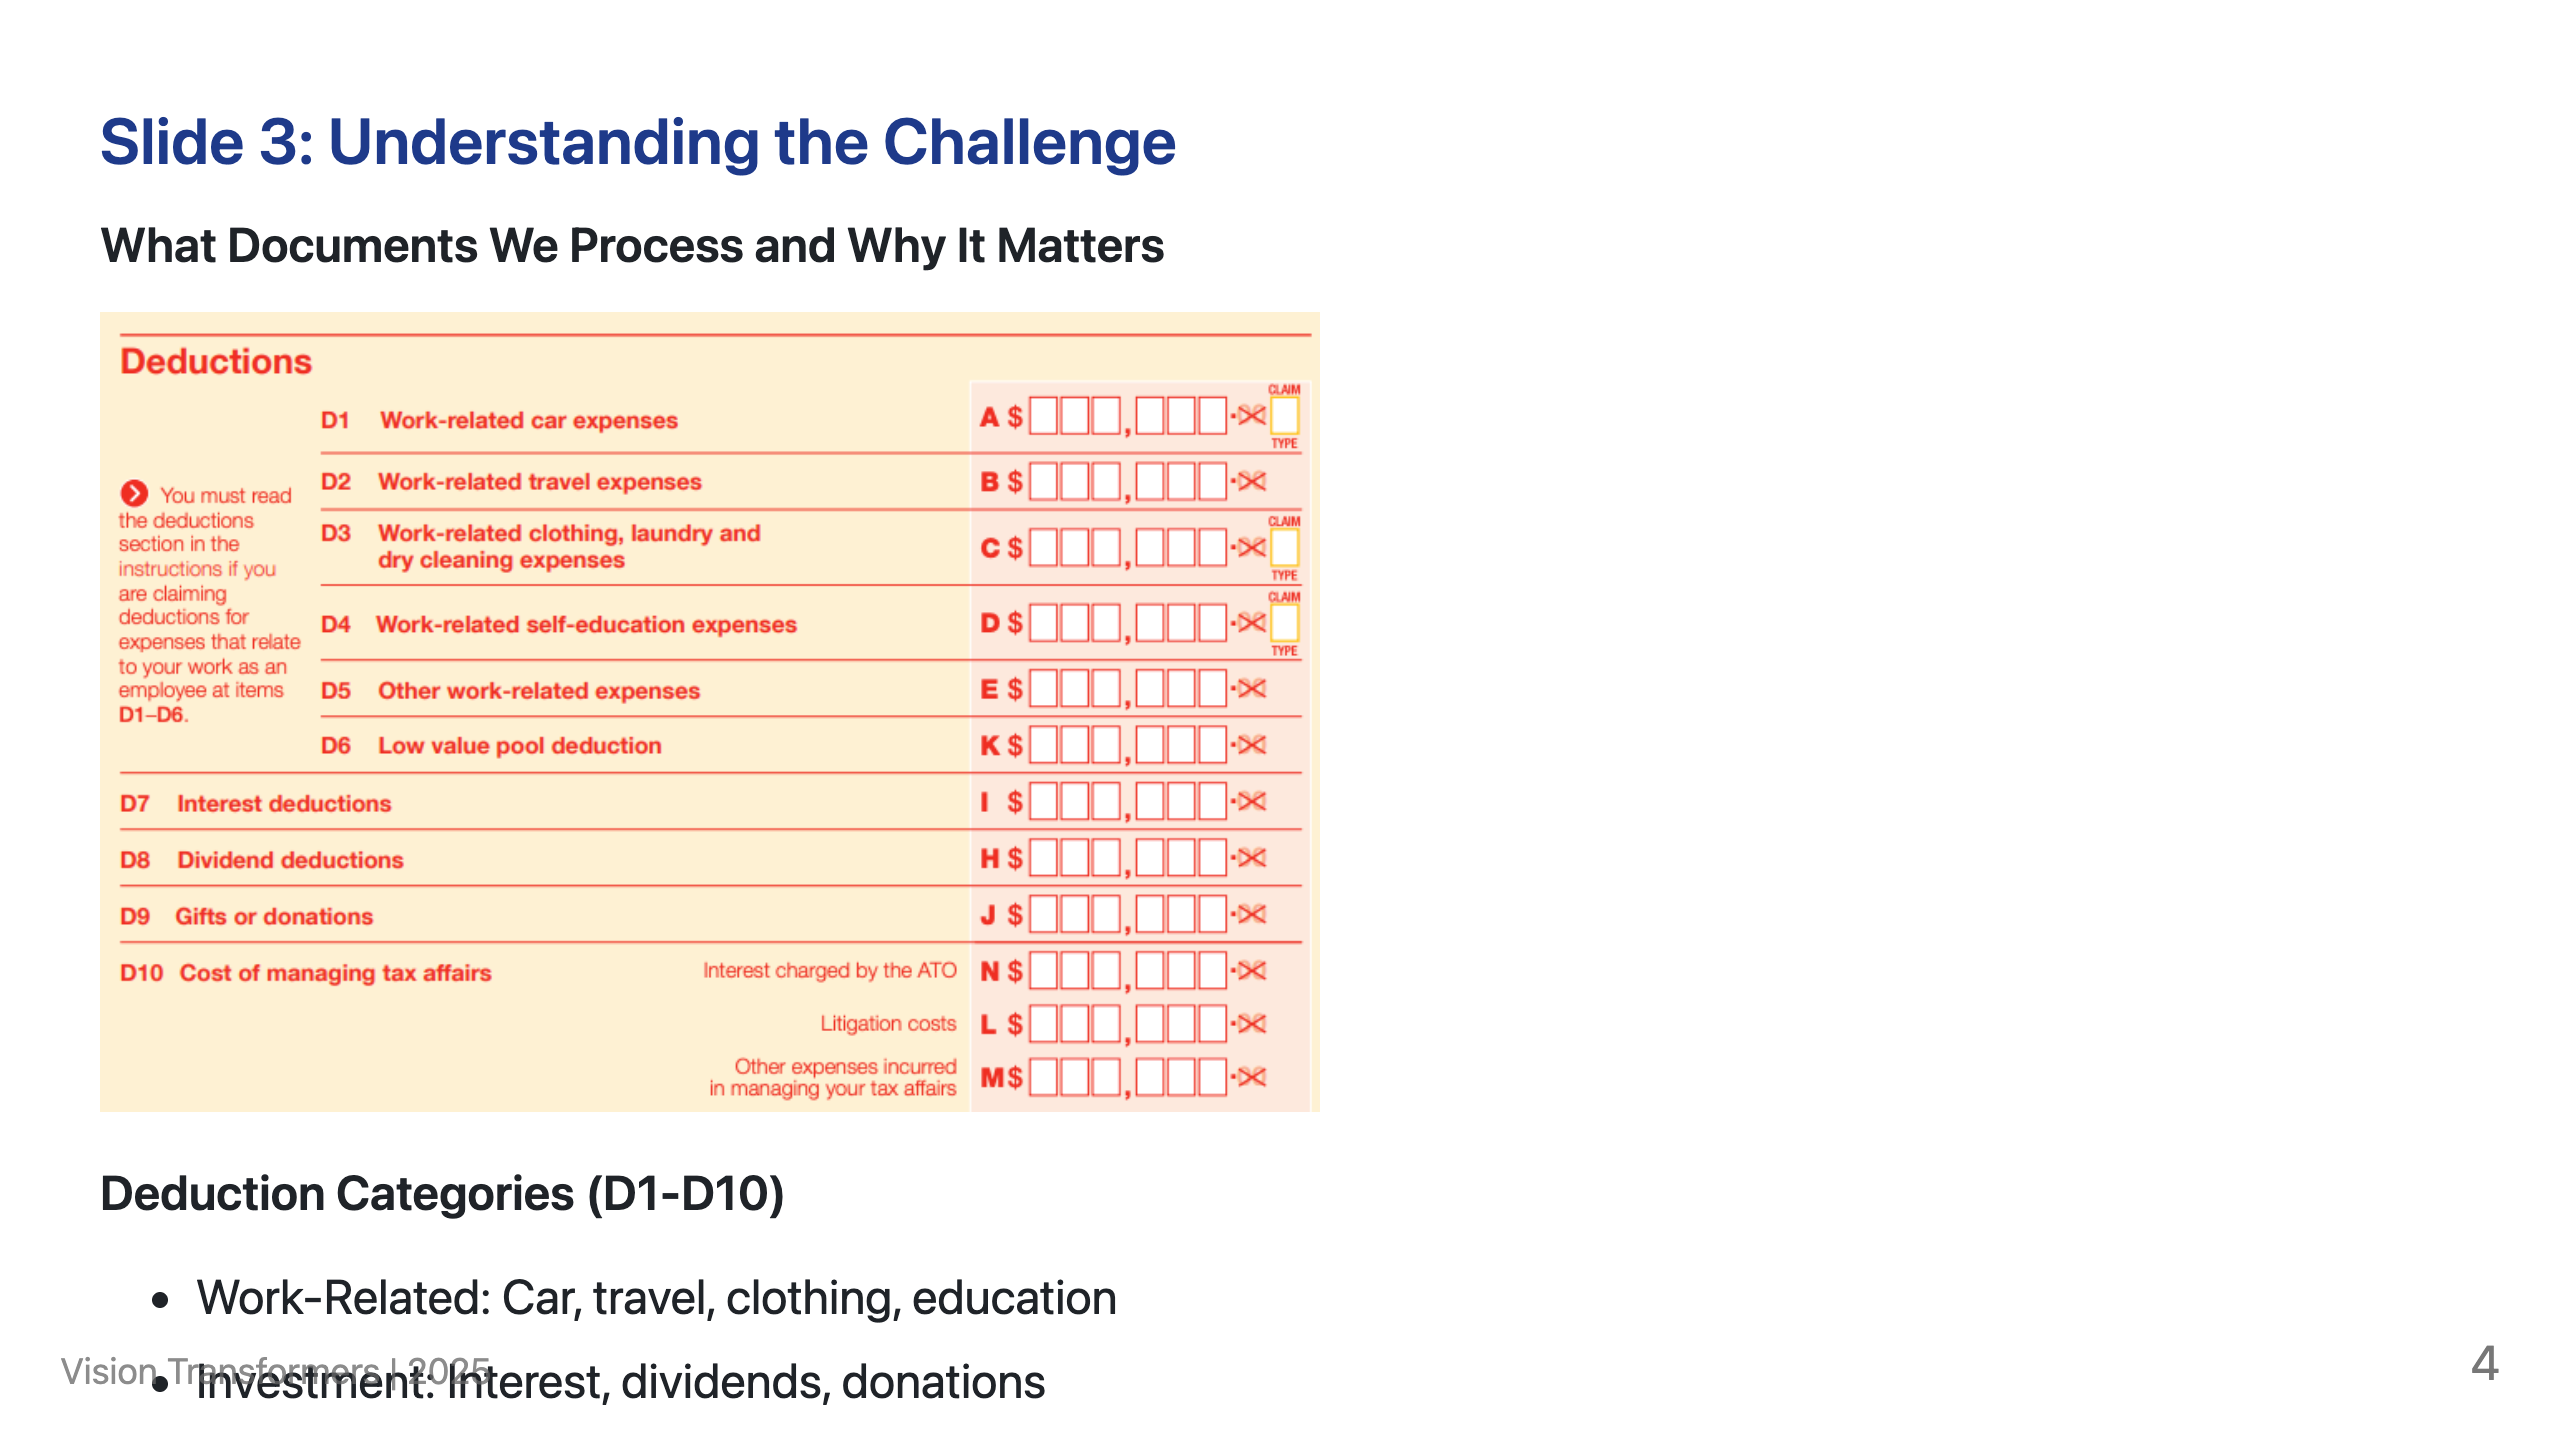 Slide 3: Understanding the Challenge
What Documents We Process and Why It Matters
Deductions
You must read
the deductions
section in the
instructions if you
are claiming
deductions for
expenses that relate
to your work as an
employee at items
D1–D6.
D1 Work-related car expenses A $ , . CLAIM TYPE
D2 Work-related travel expenses B $ , .
D3 Work-related clothing, laundry and
dry cleaning expenses C $ , . CLAIM TYPE
D4 Work-related self-education expenses D $ , . CLAIM TYPE
D5 Other work-related expenses E $ , .
D6 Low value pool deduction K $ , .
D7 Interest deductions I $ , .
D8 Dividend deductions H $ , .
D9 Gifts or donations J $ , .
D10 Cost of managing tax affairs Interest charged by the ATO N $ , .
Litigation costs L $ , .
Other expenses incurred
in managing your tax affairs M $ , .
Deduction Categories (D1-D10)
• Work-Related: Car, travel, clothing, education
• Investment: Interest, dividends, donations
Vision Transformers | 2025
4